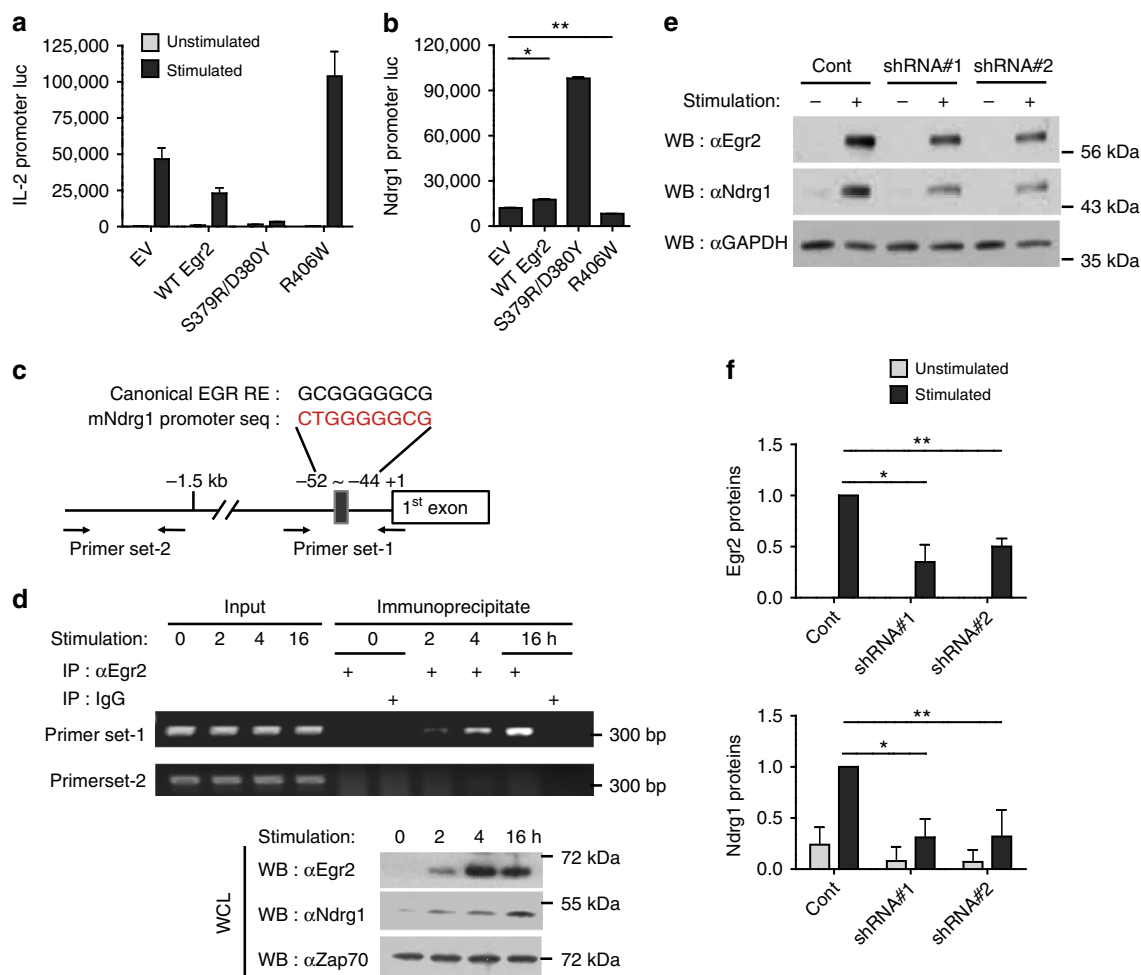 a
125,000
100,000
75,000
50,000
25,000
0
IL-2 promoter luc
Unstimulated
Stimulated
EV
WT Egr2
S379R/D380Y
R406W
b
120,000
90,000
60,000
30,000
0
Ndrg1 promoter luc
**
*
EV
WT Egr2
S379R/D380Y
R406W
e
Cont shRNA#1 shRNA#2
Stimulation: – + – + – +
WB : αEgr2
56 kDa
WB : αNdrg1
43 kDa
WB : αGAPDH
35 kDa
c
Canonical EGR RE : GCGGGGGCG
mNdrg1 promoter seq : CTGGGGGCG
–1.5 kb –52 ~ –44 +1
1st exon
Primer set-2 Primer set-1
d
Input Immunoprecipitate
Stimulation: 0 2 4 16 0 2 4 16 h
IP : αEgr2 + + + +
IP : IgG + +
Primer set-1 300 bp
Primerset-2 300 bp
Stimulation: 0 2 4 16 h
WCL
WB : αEgr2 72 kDa
WB : αNdrg1 55 kDa
WB : αZap70 72 kDa
f
Unstimulated
Stimulated
1.5
1.0
0.5
0.0
Egr2 proteins
**
*
Cont
shRNA#1
shRNA#2
1.5
1.0
0.5
0.0
Ndrg1 proteins
**
*
Cont
shRNA#1
shRNA#2